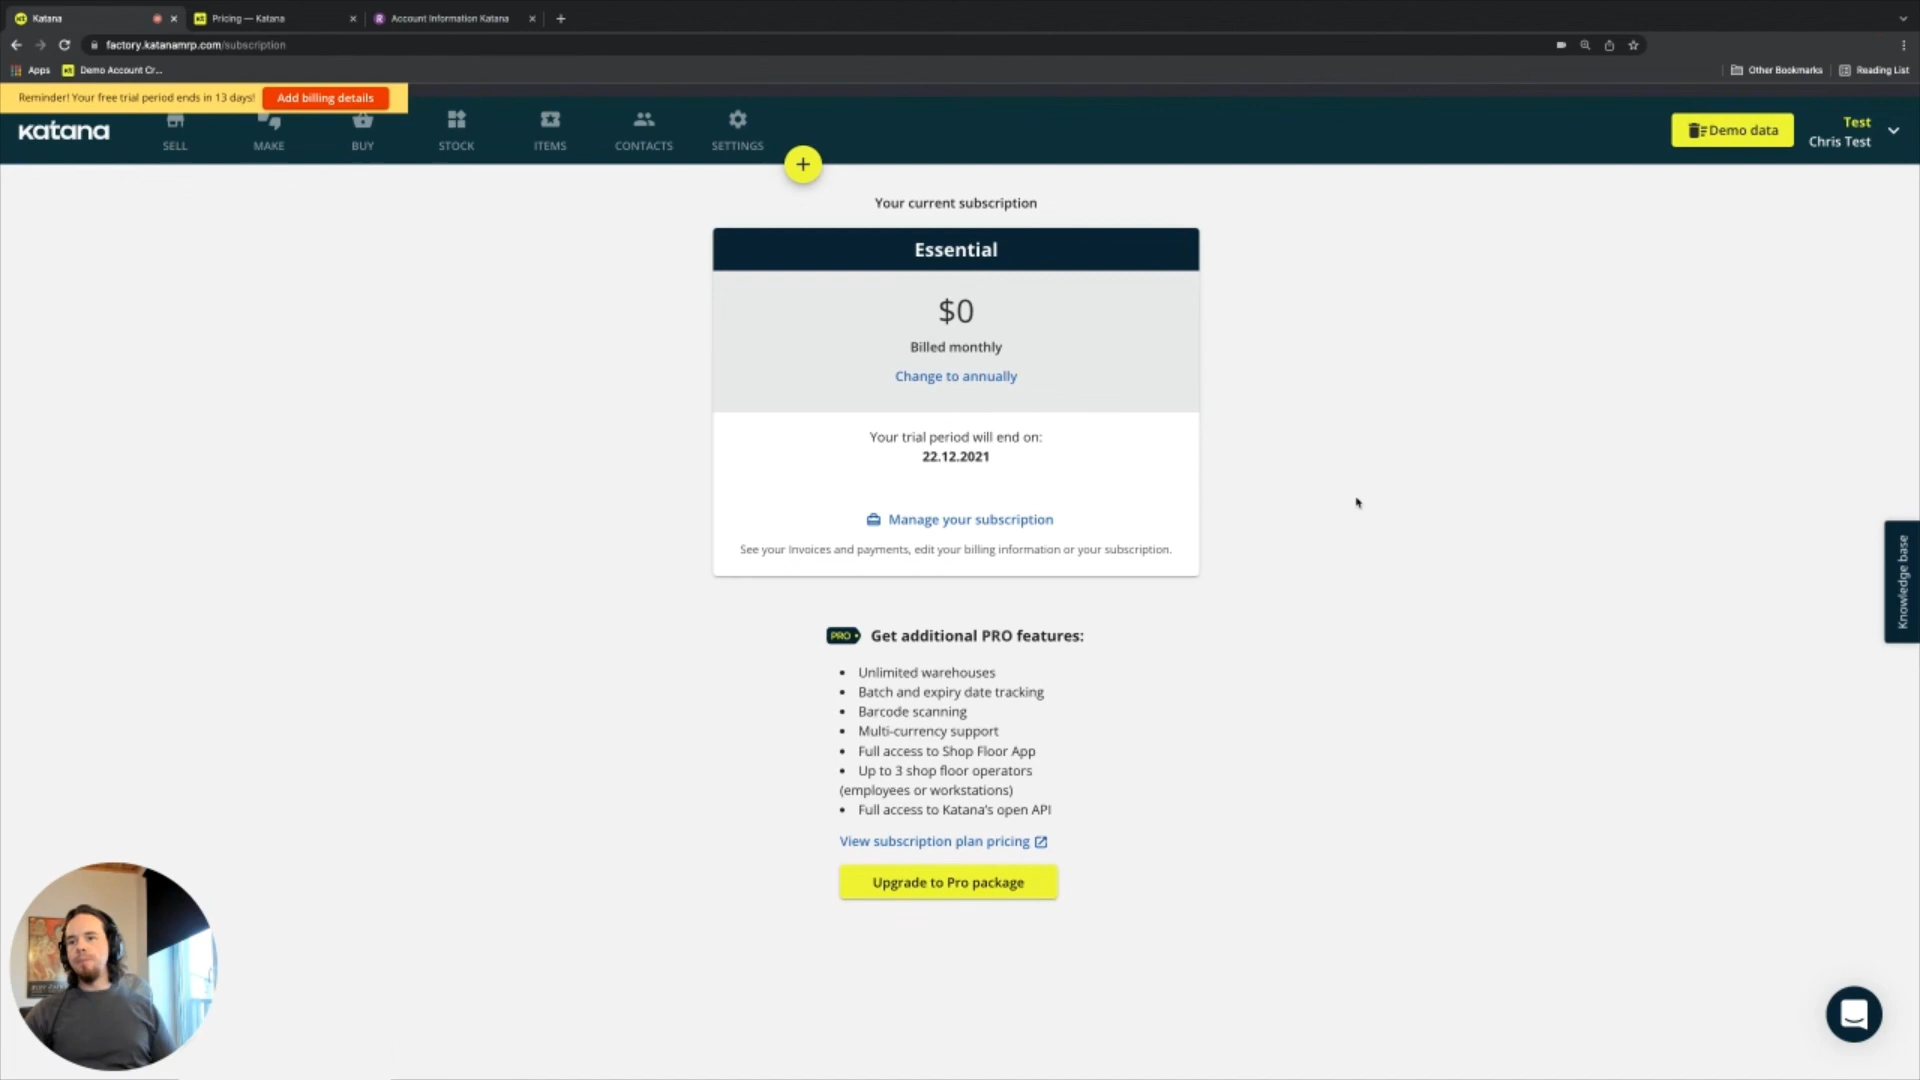 Katana
Pricing — Katana
Account Information Katana
factory.katanamrp.com/subscription
Apps
Demo Account Cr...
Other Bookmarks
Reading List
Reminder! Your free trial period ends in 13 days!
Add billing details
katana
SELL
MAKE
BUY
STOCK
ITEMS
CONTACTS
SETTINGS
+
Demo data
Test
Chris Test
Your current subscription
Essential
$0
Billed monthly
Change to annually
Your trial period will end on:
22.12.2021
Manage your subscription
See your Invoices and payments, edit your billing information or your subscription.
Knowledge base
PRO
Get additional PRO features:
• Unlimited warehouses
• Batch and expiry date tracking
• Barcode scanning
• Multi-currency support
• Full access to Shop Floor App
• Up to 3 shop floor operators
(employees or workstations)
• Full access to Katana's open API
View subscription plan pricing
Upgrade to Pro package